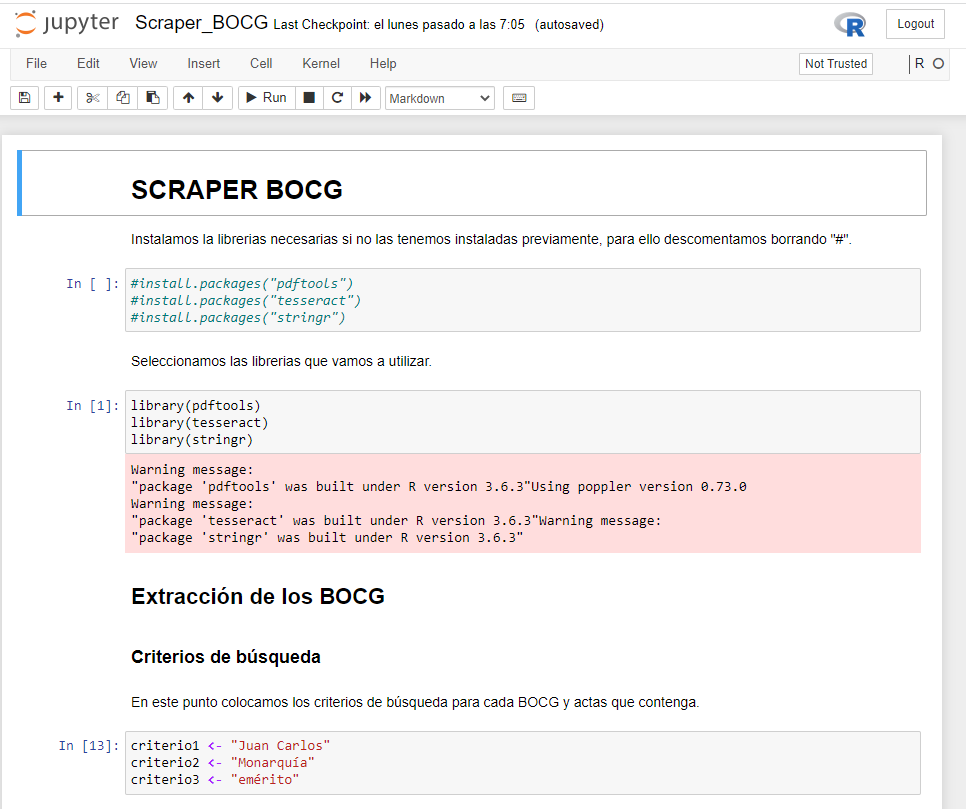 jupyter Scraper_BOCG Last Checkpoint: el lunes pasado a las 7:05 (autosaved) R Logout
File Edit View Insert Cell Kernel Help Not Trusted R
Run Markdown
SCRAPER BOCG
Instalamos la librerias necesarias si no las tenemos instaladas previamente, para ello descomentamos borrando "#".
In [ ]: #install.packages("pdftools")
#install.packages("tesseract")
#install.packages("stringr")
Seleccionamos las librerias que vamos a utilizar.
In [1]: library(pdftools)
library(tesseract)
library(stringr)
Warning message:
"package 'pdftools' was built under R version 3.6.3"Using poppler version 0.73.0
Warning message:
"package 'tesseract' was built under R version 3.6.3"Warning message:
"package 'stringr' was built under R version 3.6.3"
Extracción de los BOCG
Criterios de búsqueda
En este punto colocamos los criterios de búsqueda para cada BOCG y actas que contenga.
In [13]: criterio1 <- "Juan Carlos"
criterio2 <- "Monarquía"
criterio3 <- "emérito"